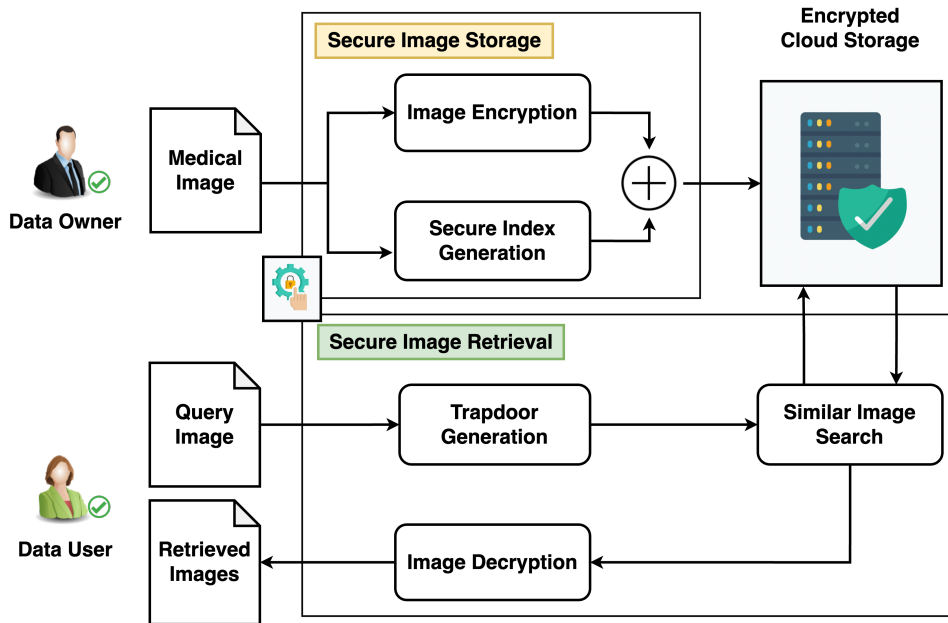 Encrypted
Cloud Storage
Secure Image Storage
Image Encryption
Medical
Image
Data Owner
Secure Index
Generation
Secure Image Retrieval
Query
Image
Trapdoor
Generation
Similar Image
Search
Data User
Retrieved
Images
Image Decryption